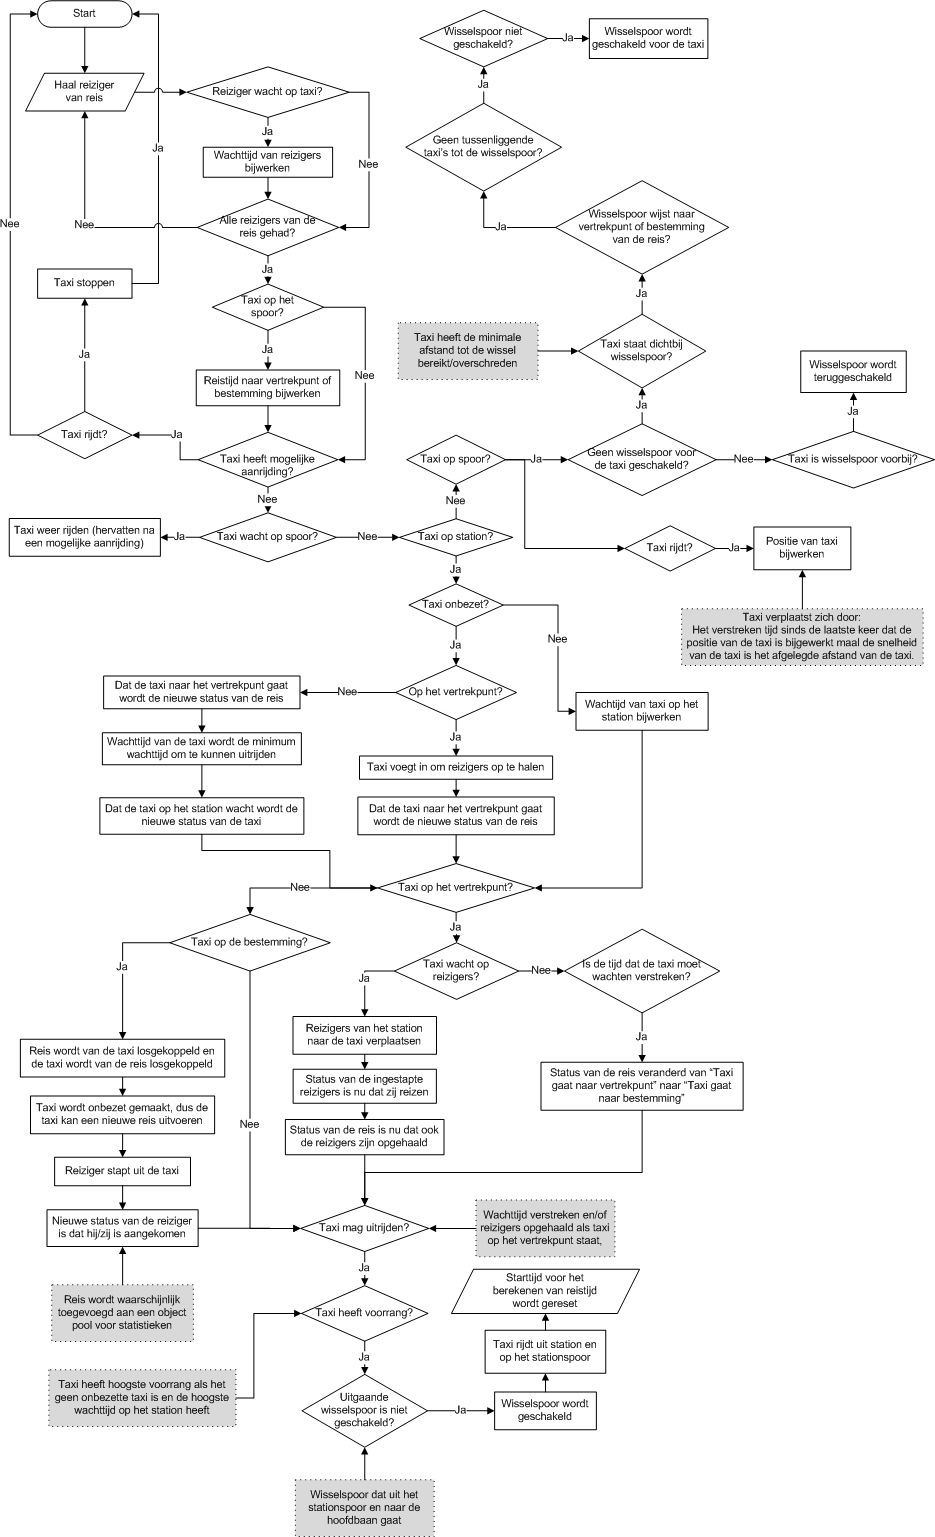 Start
Haal reiziger
van reis
Reiziger wacht op taxi?
Ja
Nee
Wachttijd van reizigers
bijwerken
Alle reizigers van de
reis gehad?
Nee
Ja
Nee
Ja
Taxi stoppen
Taxi op het
spoor?
Ja
Nee
Reistijd naar vertrekpunt of
bestemming bijwerken
Ja
Taxi rijdt?
Ja
Taxi heeft mogelijke
aanrijding?
Nee
Taxi weer rijden (hervatten na
een mogelijke aanrijding)
Ja
Taxi wacht op spoor?
Nee
Taxi op station?
Nee
Taxi op spoor?
Ja
Geen wisselspoor voor
de taxi geschakeld?
Nee
Taxi is wisselspoor voorbij?
Ja
Wisselspoor wordt
teruggeschakeld
Ja
Taxi staat dichtbij
wisselspoor?
Taxi heeft de minimale
afstand tot de wissel
bereikt/overschreden
Ja
Wisselspoor wijst naar
vertrekpunt of bestemming
van de reis?
Ja
Geen tussenliggende
taxi's tot de wisselspoor?
Ja
Wisselspoor niet
geschakeld?
Ja
Wisselspoor wordt
geschakeld voor de taxi
Taxi rijdt?
Ja
Positie van taxi
bijwerken
Taxi verplaatst zich door:
Het verstreken tijd sinds de laatste keer dat de
positie van de taxi is bijgewerkt maal de snelheid
van de taxi is het afgelegde afstand van de taxi.
Ja
Taxi onbezet?
Nee
Ja
Wachttijd van taxi op het
station bijwerken
Op het vertrekpunt?
Nee
Dat de taxi naar het vertrekpunt gaat
wordt de nieuwe status van de reis
Wachttijd van de taxi wordt de minimum
wachttijd om te kunnen uitrijden
Dat de taxi op het station wacht wordt de
nieuwe status van de taxi
Ja
Taxi voegt in om reizigers op te halen
Dat de taxi naar het vertrekpunt gaat
wordt de nieuwe status van de reis
Taxi op het vertrekpunt?
Nee
Taxi op de bestemming?
Ja
Reis wordt van de taxi losgekoppeld en
de taxi wordt van de reis losgekoppeld
Taxi wordt onbezet gemaakt, dus de
taxi kan een nieuwe reis uitvoeren
Reiziger stapt uit de taxi
Nieuwe status van de reiziger
is dat hij/zij is aangekomen
Reis wordt waarschijnlijk
toegevoegd aan een object
pool voor statistieken
Nee
Ja
Taxi wacht op
reizigers?
Ja
Nee
Is de tijd dat de taxi moet
wachten verstreken?
Ja
Reizigers van het station
naar de taxi verplaatsen
Status van de ingestapte
reizigers is nu dat zij reizen
Status van de reis is nu dat ook
de reizigers zijn opgehaald
Status van de reis veranderd van “Taxi
gaat naar vertrekpunt” naar “Taxi gaat
naar bestemming”
Taxi mag uitrijden?
Wachttijd verstreken en/of
reizigers opgehaald als taxi
op het vertrekpunt staat,
Ja
Taxi heeft voorrang?
Taxi heeft hoogste voorrang als het
geen onbezette taxi is en de hoogste
wachttijd op het station heeft
Ja
Uitgaande
wisselspoor is niet
geschakeld?
Ja
Wisselspoor wordt
geschakeld
Taxi rijdt uit station en
op het stationspoor
Starttijd voor het
berekenen van reistijd
wordt gereset
Wisselspoor dat uit het
stationspoor en naar de
hoofdbaan gaat